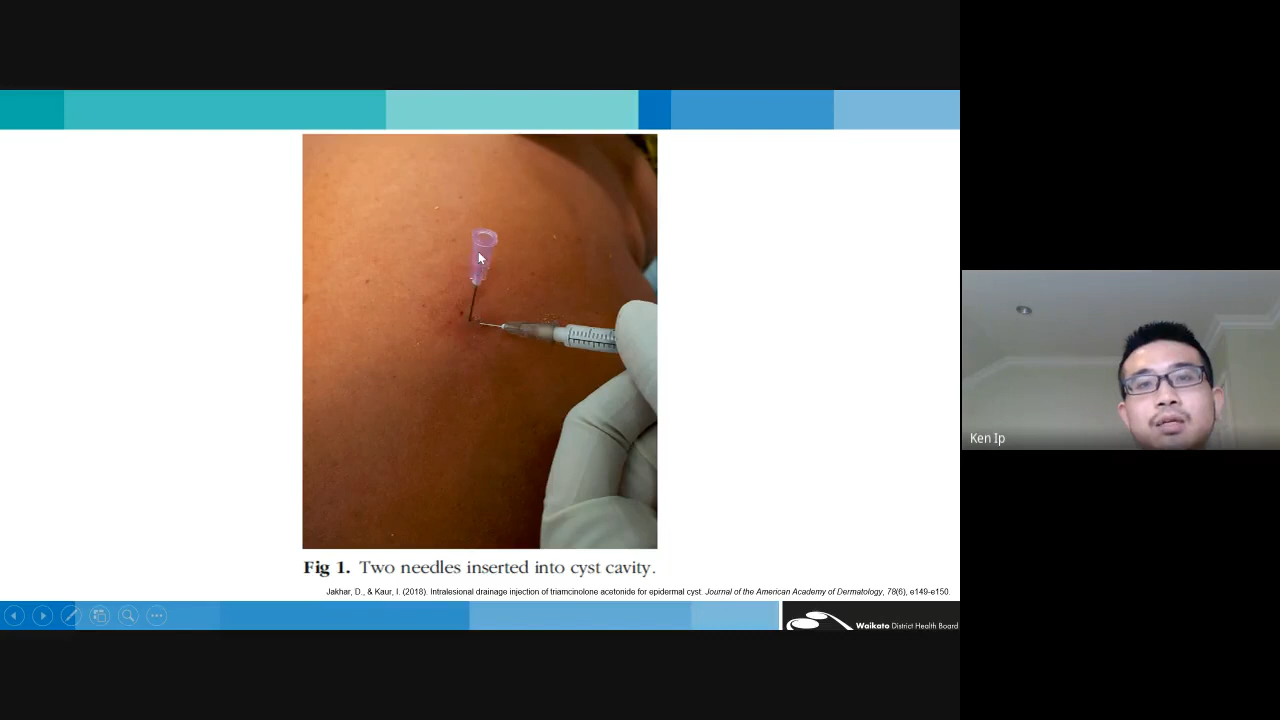 Fig 1. Two needles inserted into cyst cavity.
Jakhar, D., & Kaur, I. (2018). Intralesional drainage injection of triamcinolone acetonide for epidermal cyst. Journal of the American Academy of Dermatology, 78(6), e149-e150.
Waikato District Health Board
Ken Ip